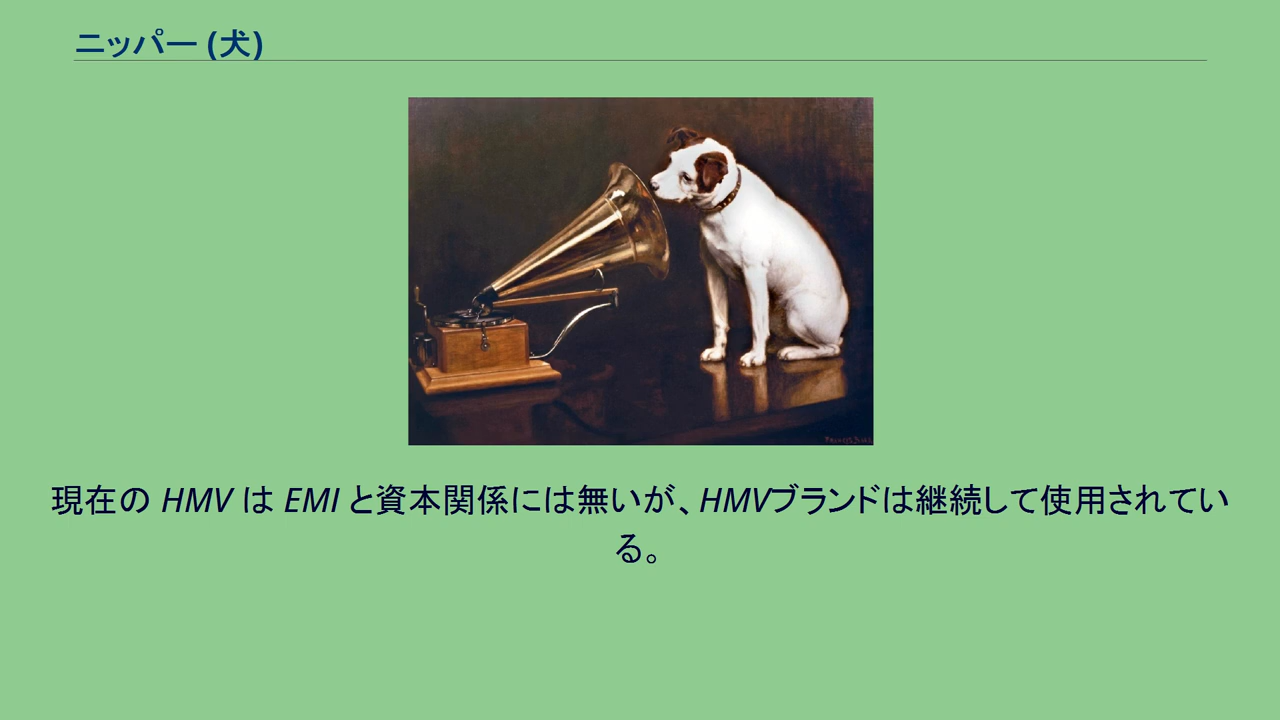 ニッパー (犬)
現在の HMV は EMI と資本関係には無いが、HMVブランドは継続して使用されてい
る。